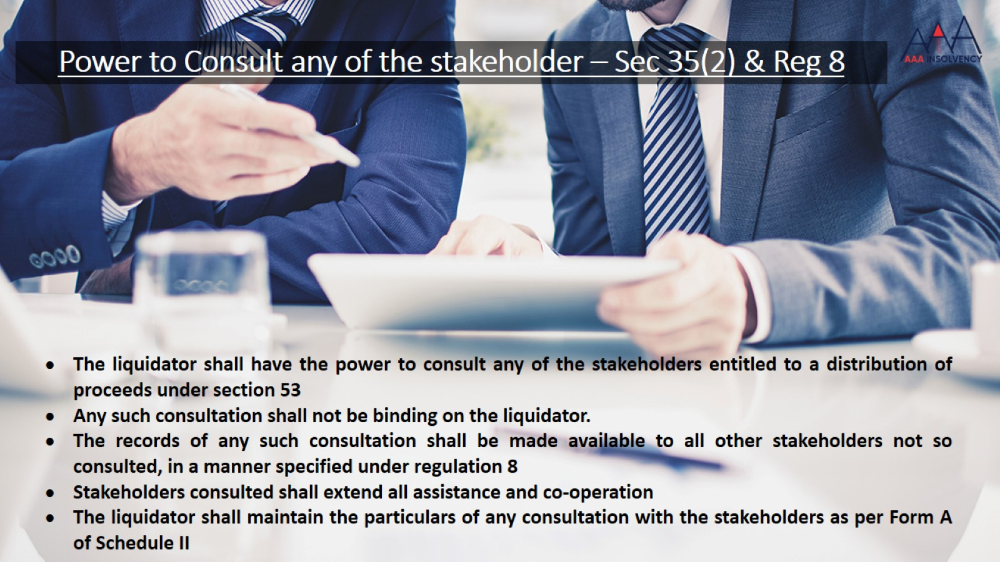 Power to Consult any of the stakeholder – Sec 35(2) & Reg 8
AAA
AAA INSOLVENCY
• The liquidator shall have the power to consult any of the stakeholders entitled to a distribution of
proceeds under section 53
• Any such consultation shall not be binding on the liquidator.
• The records of any such consultation shall be made available to all other stakeholders not so
consulted, in a manner specified under regulation 8
• Stakeholders consulted shall extend all assistance and co-operation
• The liquidator shall maintain the particulars of any consultation with the stakeholders as per Form A
of Schedule II